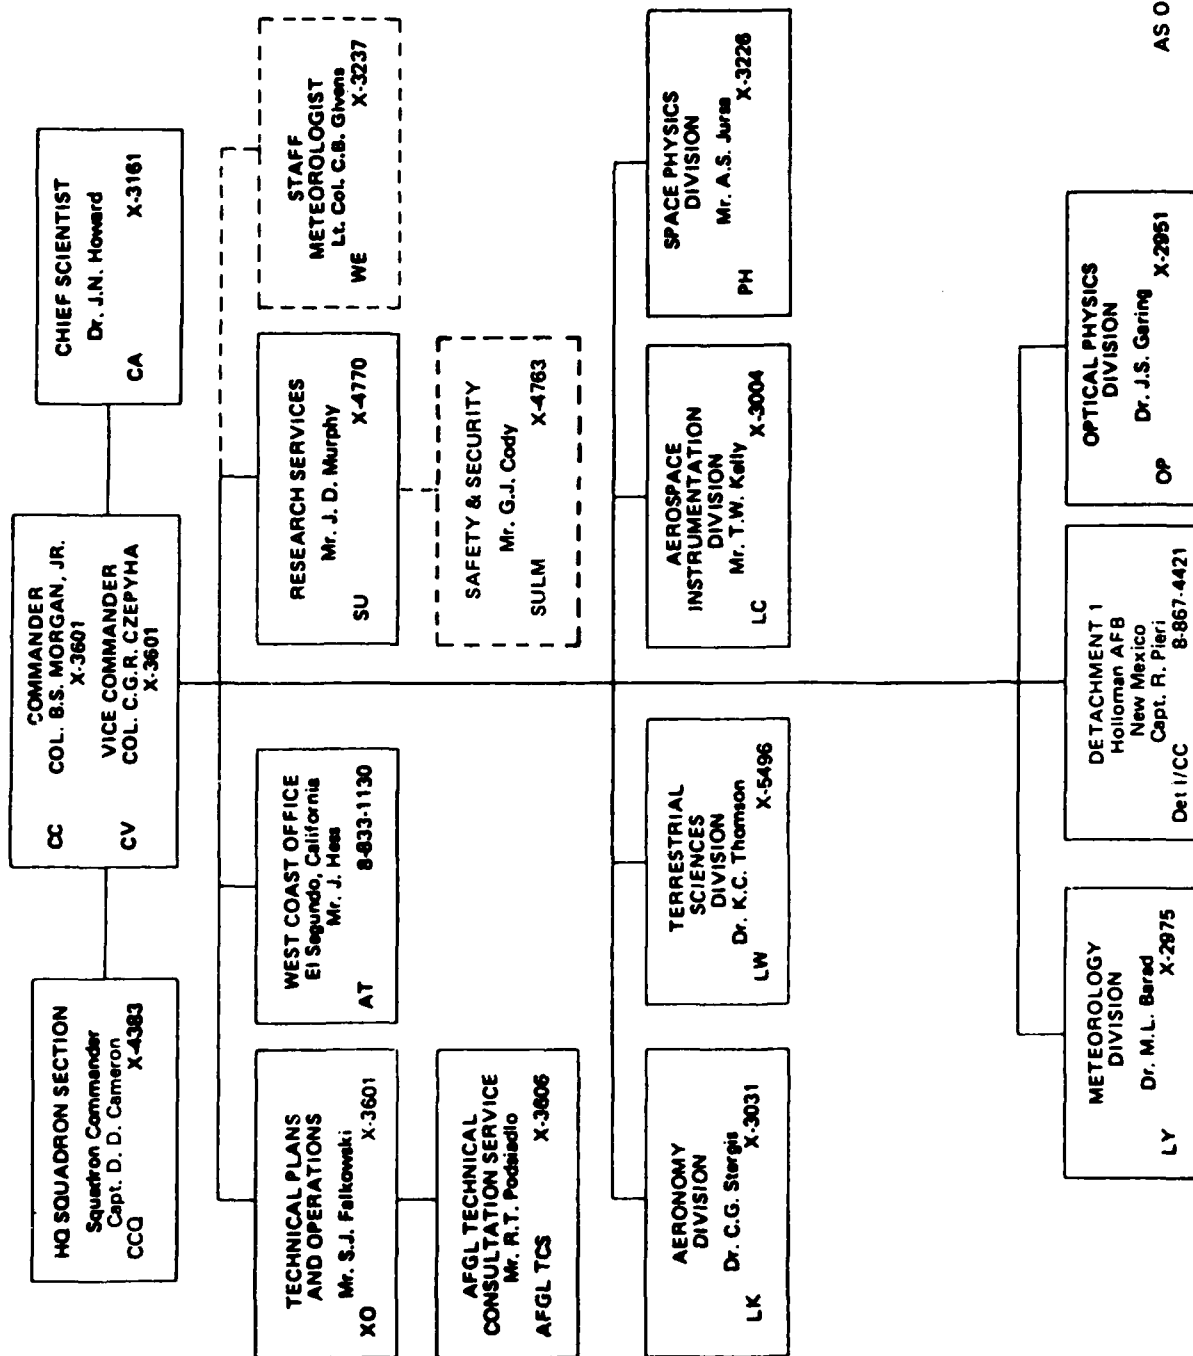 COMMANDER
CC COL. B.S. MORGAN, JR.
X-3601
VICE COMMANDER
CV COL. C.G.R. CZEPYHA
X-3601
HQ SQUADRON SECTION
Squadron Commander
Capt. D. D. Cameron
CCQ X-4383
CHIEF SCIENTIST
Dr. J.N. Howard
CA X-3161
TECHNICAL PLANS
AND OPERATIONS
Mr. S.J. Falkowski
XO X-3601
WEST COAST OFFICE
El Segundo, California
Mr. J. Hess
AT 8-833-1130
RESEARCH SERVICES
Mr. J. D. Murphy
SU X-4770
STAFF
METEOROLOGIST
Lt. Col. C.B. Givens
WE X-3237
AFGL TECHNICAL
CONSULTATION SERVICE
Mr. R.T. Podsiadlo
AFGL TCS X-3606
SAFETY & SECURITY
Mr. G.J. Cody
SULM X-4763
AERONOMY
DIVISION
Dr. C.G. Stergis
LK X-3031
TERRESTRIAL
SCIENCES
DIVISION
Dr. K.C. Thomson
LW X-5496
AEROSPACE
INSTRUMENTATION
DIVISION
Mr. T.W. Kelly
LC X-3004
SPACE PHYSICS
DIVISION
Mr. A.S. Jursa
PH X-3226
METEOROLOGY
DIVISION
Dr. M.L. Barad
LY X-2975
DETACHMENT 1
Holloman AFB
New Mexico
Capt. R. Pieri
Det I/CC 8-867-4421
OPTICAL PHYSICS
DIVISION
Dr. J.S. Garing
OP X-2951
AS O